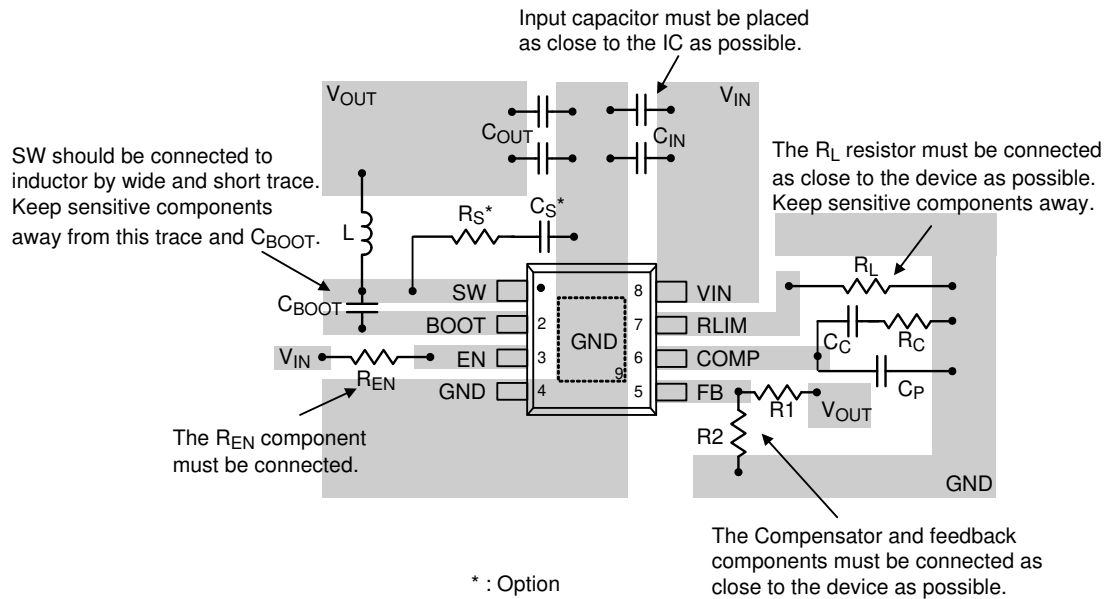 Input capacitor must be placed
as close to the IC as possible.
VOUT
VIN
COUT
CIN
SW should be connected to
inductor by wide and short trace.
Keep sensitive components
away from this trace and CBOOT.
The RL resistor must be connected
as close to the device as possible.
Keep sensitive components away.
L
RS*
CS*
RL
CBOOT
SW
8
VIN
BOOT
2
7
RLIM
CC
RC
GND
VIN
REN
EN
3
6
COMP
CP
GND
4
9
5
FB
R1
VOUT
R2
The REN component
must be connected.
GND
The Compensator and feedback
components must be connected as
close to the device as possible.
* : Option